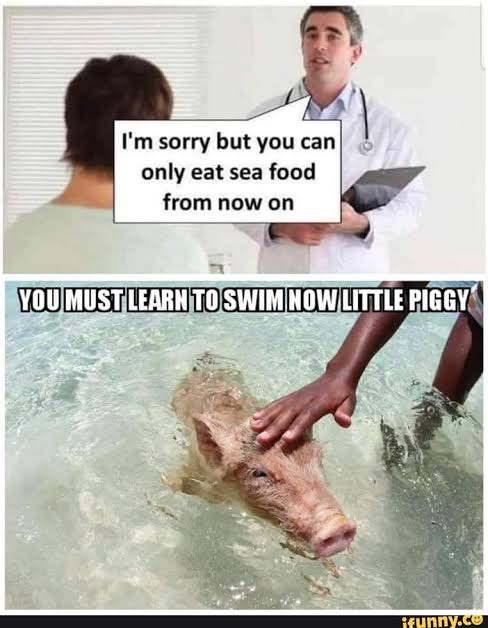 I'm sorry but you can
only eat sea food
from now on
YOU MUST LEARN TO SWIM NOW LITTLE PIGGY
ifunny.co